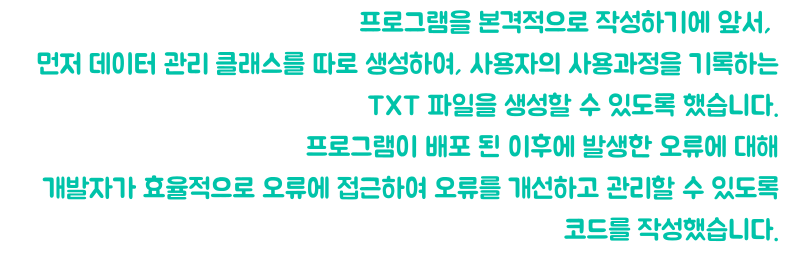 프로그램을 본격적으로 작성하기에 앞서,
먼저 데이터 관리 클래스를 따로 생성하여, 사용자의 사용과정을 기록하는
TXT 파일을 생성할 수 있도록 했습니다.
프로그램이 배포 된 이후에 발생한 오류에 대해
개발자가 효율적으로 오류에 접근하여 오류를 개선하고 관리할 수 있도록
코드를 작성했습니다.